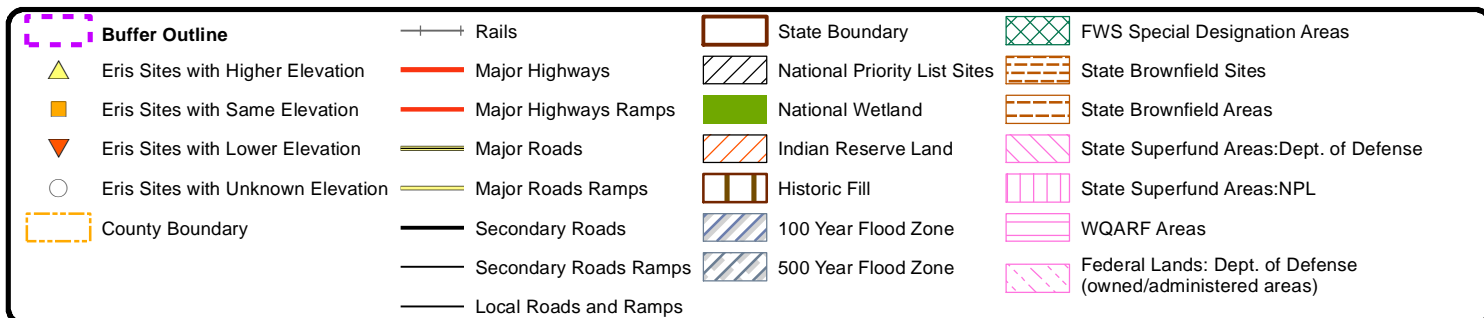 Buffer Outline
Eris Sites with Higher Elevation
Eris Sites with Same Elevation
Eris Sites with Lower Elevation
Eris Sites with Unknown Elevation
County Boundary
Rails
Major Highways
Major Highways Ramps
Major Roads
Major Roads Ramps
Secondary Roads
Secondary Roads Ramps
Local Roads and Ramps
State Boundary
National Priority List Sites
National Wetland
Indian Reserve Land
Historic Fill
100 Year Flood Zone
500 Year Flood Zone
FWS Special Designation Areas
State Brownfield Sites
State Brownfield Areas
State Superfund Areas:Dept. of Defense
State Superfund Areas:NPL
WQARF Areas
Federal Lands: Dept. of Defense
(owned/administered areas)